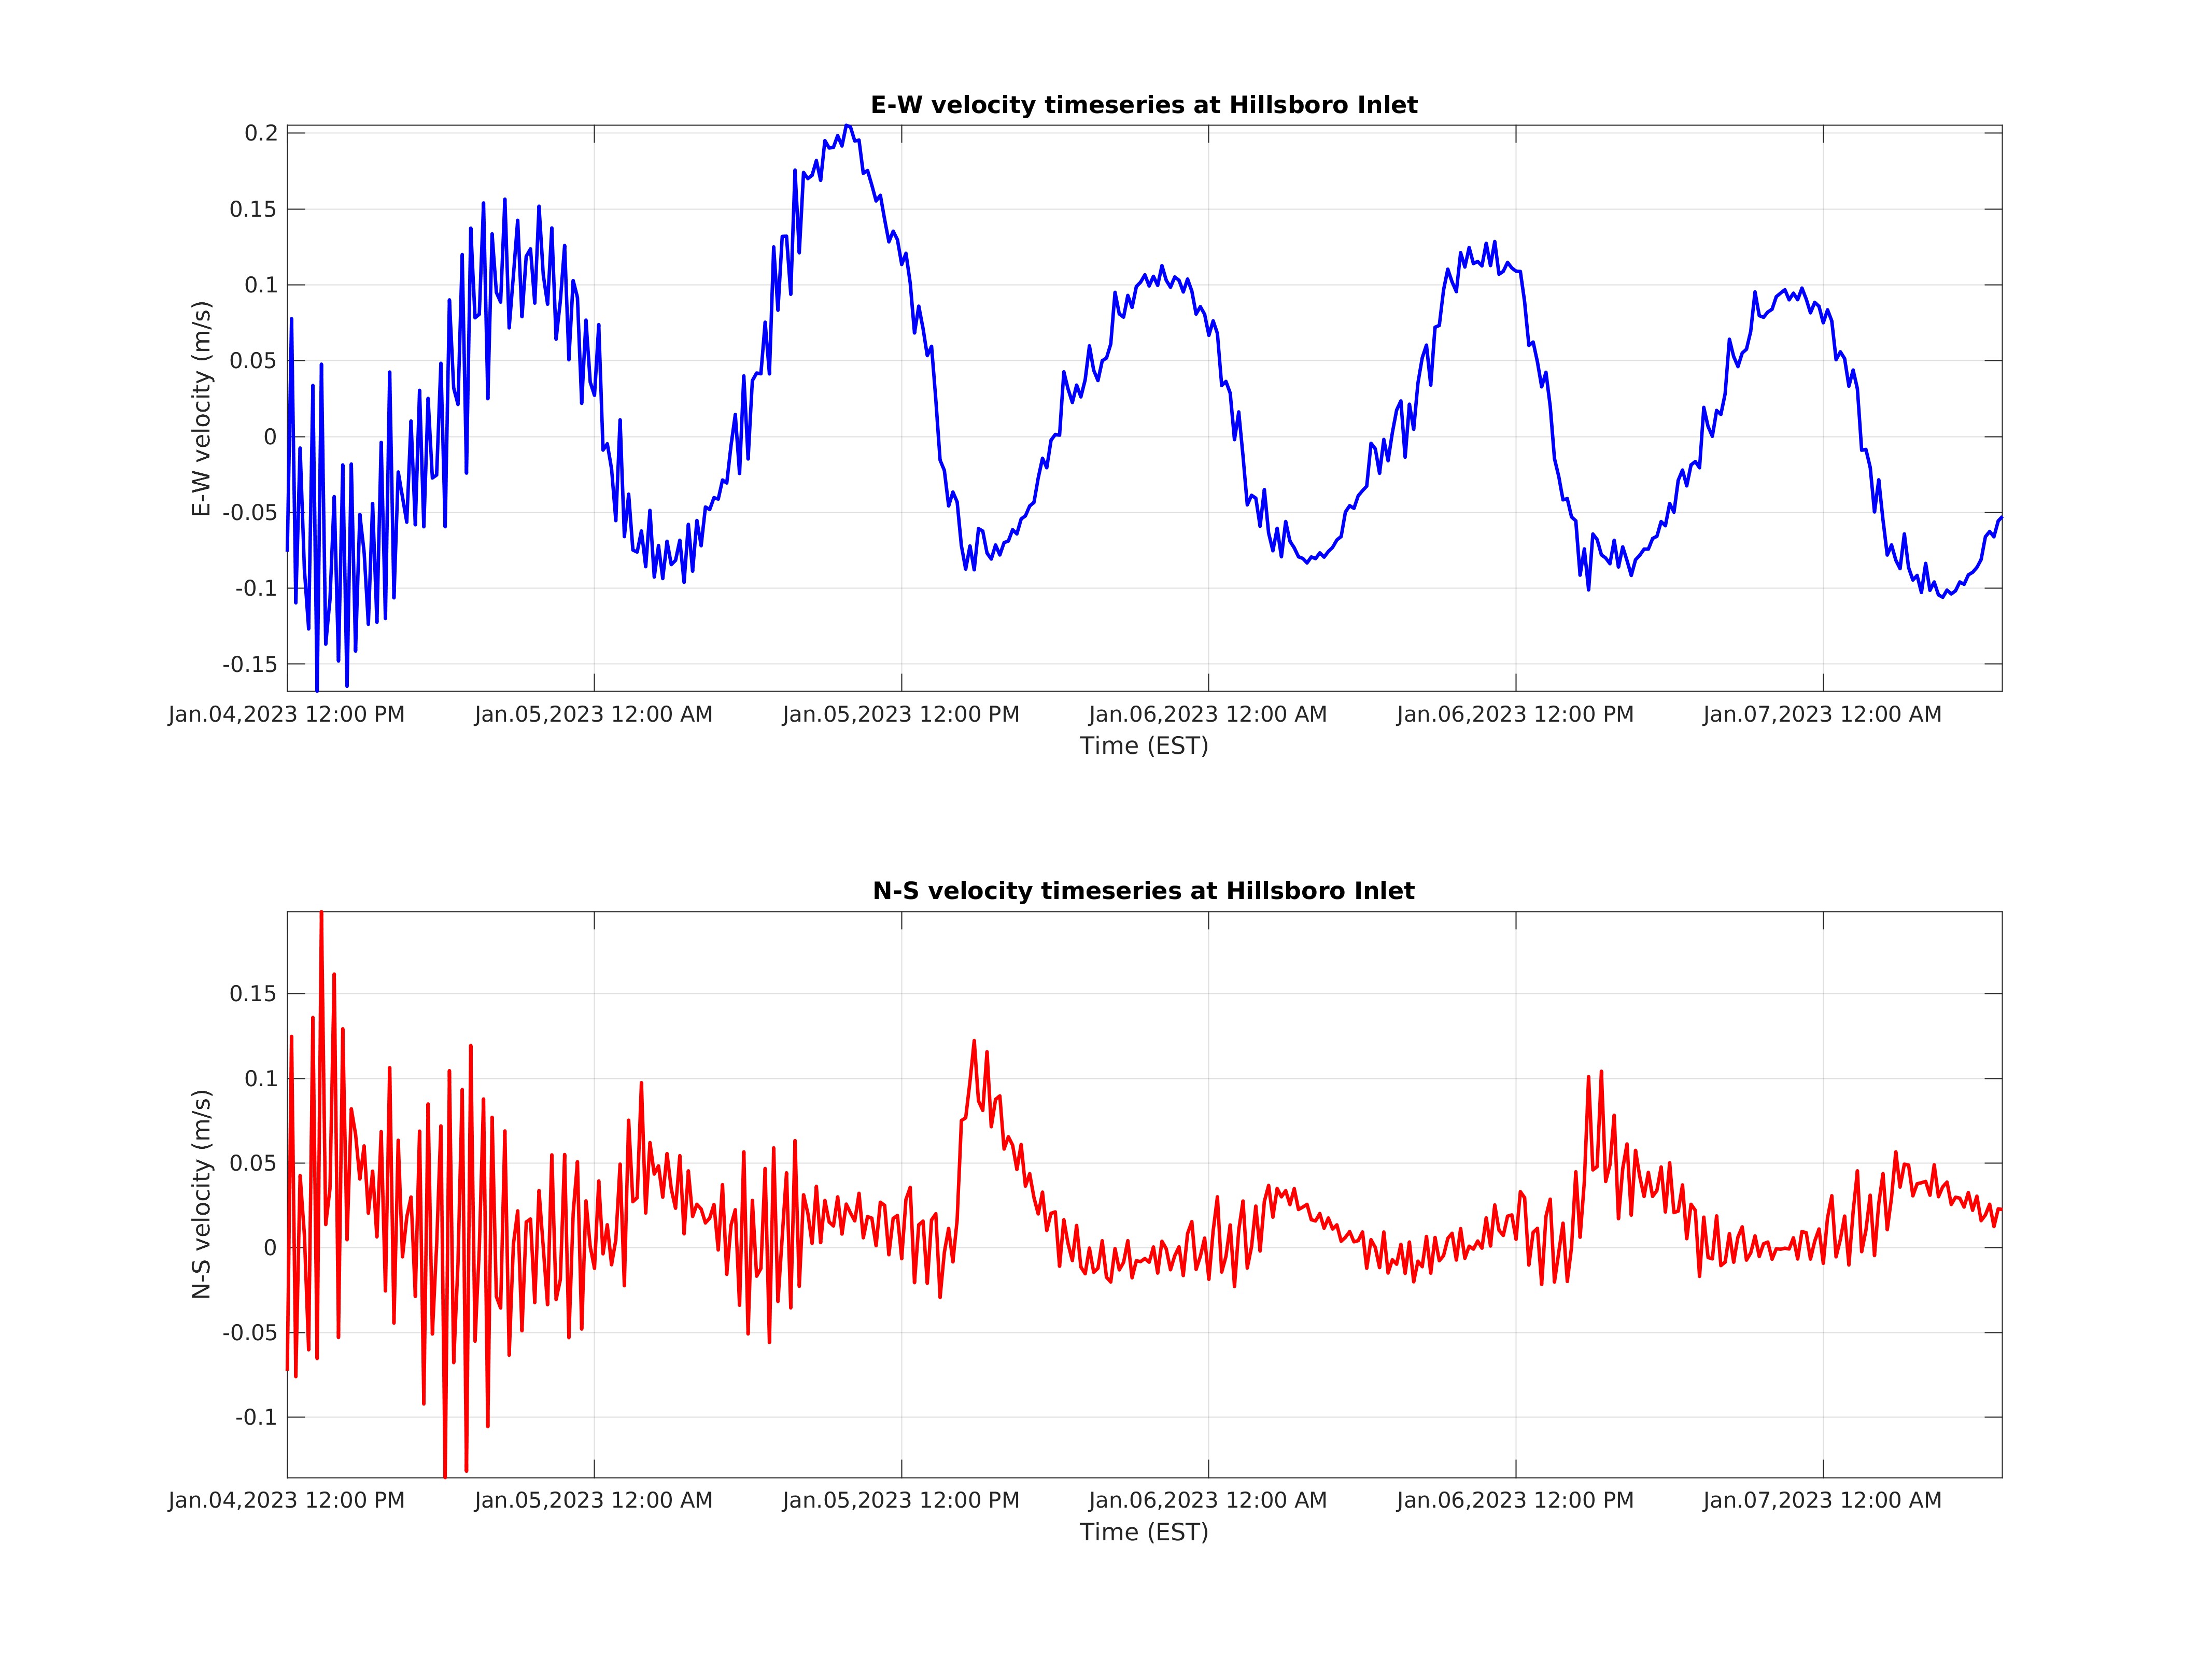 E-W velocity timeseries at Hillsboro Inlet
E-W velocity (m/s)
0.2
0.15
0.1
0.05
0
-0.05
-0.1
-0.15
Jan.04,2023 12:00 PM Jan.05,2023 12:00 AM Jan.05,2023 12:00 PM Jan.06,2023 12:00 AM Jan.06,2023 12:00 PM Jan.07,2023 12:00 AM
Time (EST)
N-S velocity timeseries at Hillsboro Inlet
N-S velocity (m/s)
0.15
0.1
0.05
0
-0.05
-0.1
Jan.04,2023 12:00 PM Jan.05,2023 12:00 AM Jan.05,2023 12:00 PM Jan.06,2023 12:00 AM Jan.06,2023 12:00 PM Jan.07,2023 12:00 AM
Time (EST)